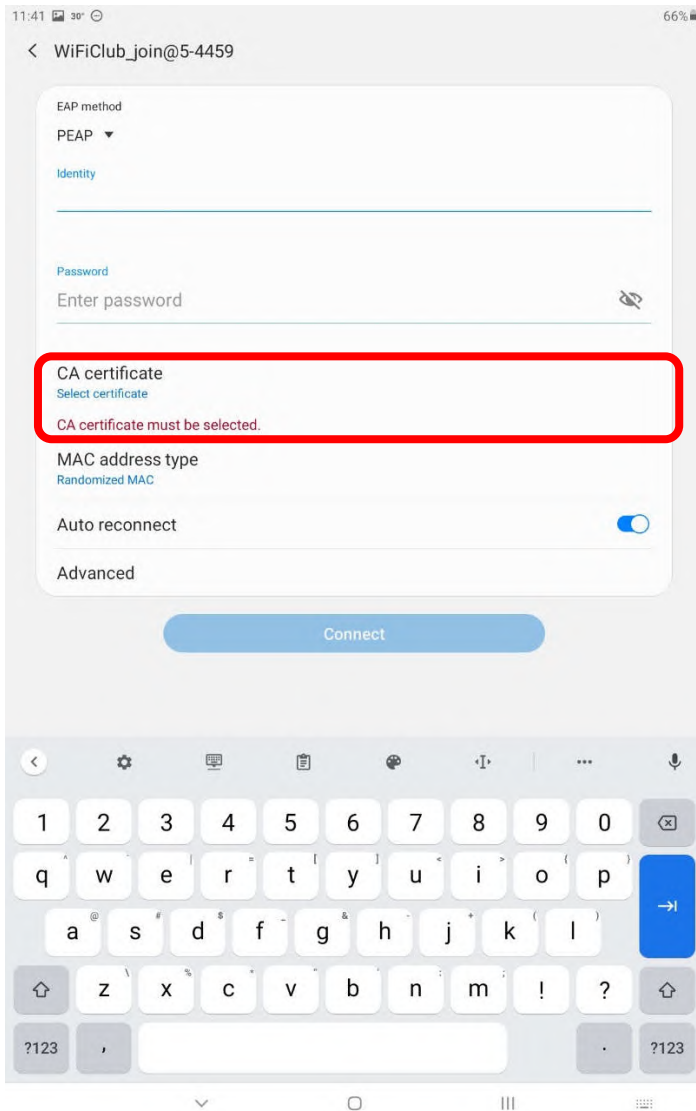 11:41 30° 66%
WiFiClub_join@5-4459
EAP method
PEAP
Identity
Password
Enter password
CA certificate
Select certificate
CA certificate must be selected.
MAC address type
Randomized MAC
Auto reconnect
Advanced
Connect
1 2 3 4 5 6 7 8 9 0
q ^ w e | r = t [ y ] u < i > o { p }
a @ s # d $ f _ g & h - j + k ( l )
z \ x % c * v " b ' n : m ; ! ?
?123 , . ?123